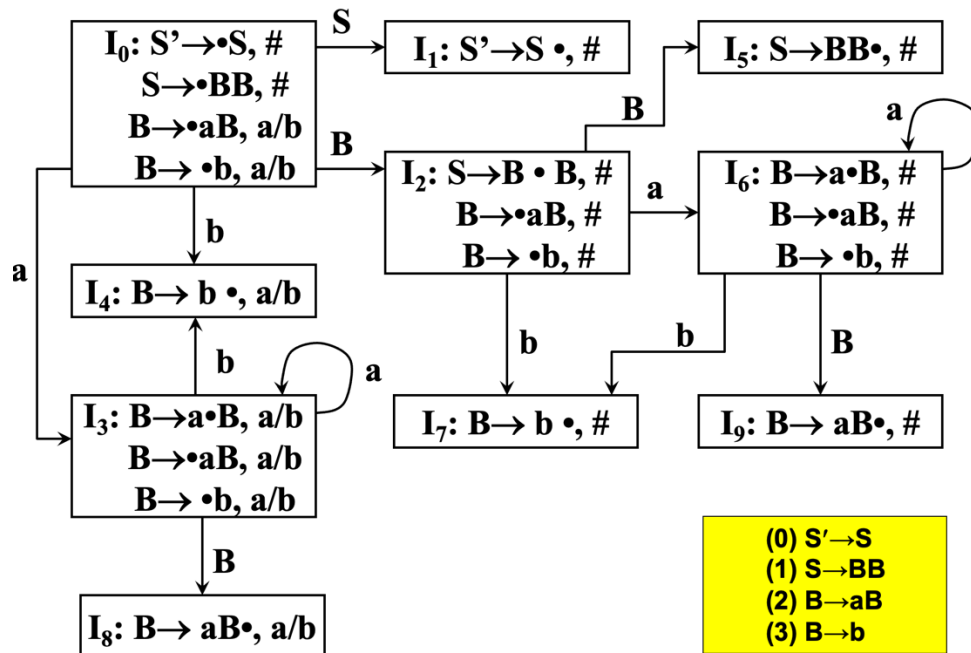 I₀: S’→•S, #
S→•BB, #
B→•aB, a/b
B→ •b, a/b
S
I₁: S’→S •, #
I₅: S→BB•, #
B
B
a
I₂: S→B • B, #
B→•aB, #
B→ •b, #
a
I₆: B→a•B, #
B→•aB, #
B→ •b, #
b
a
I₄: B→ b •, a/b
b
a
b
b
B
I₃: B→a•B, a/b
B→•aB, a/b
B→ •b, a/b
I₇: B→ b •, #
I₉: B→ aB•, #
B
I₈: B→ aB•, a/b
(0) S′→S
(1) S→BB
(2) B→aB
(3) B→b